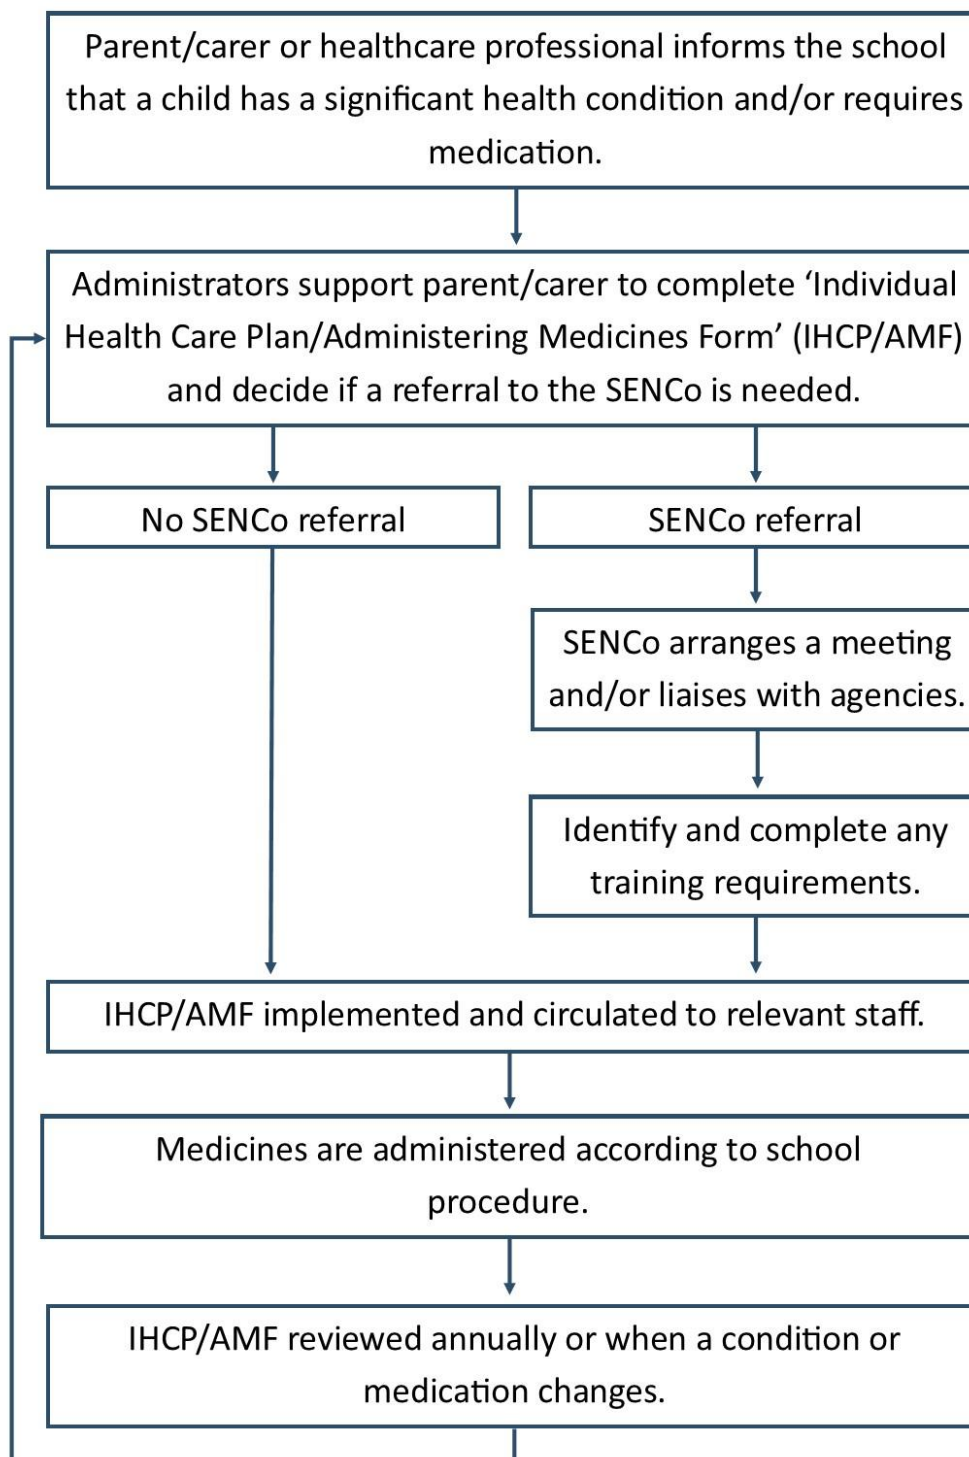 Parent/carer or healthcare professional informs the school
that a child has a significant health condition and/or requires
medication.
Administrators support parent/carer to complete ‘Individual
Health Care Plan/Administering Medicines Form’ (IHCP/AMF)
and decide if a referral to the SENCo is needed.
No SENCo referral
SENCo referral
SENCo arranges a meeting
and/or liaises with agencies.
Identify and complete any
training requirements.
IHCP/AMF implemented and circulated to relevant staff.
Medicines are administered according to school
procedure.
IHCP/AMF reviewed annually or when a condition or
medication changes.